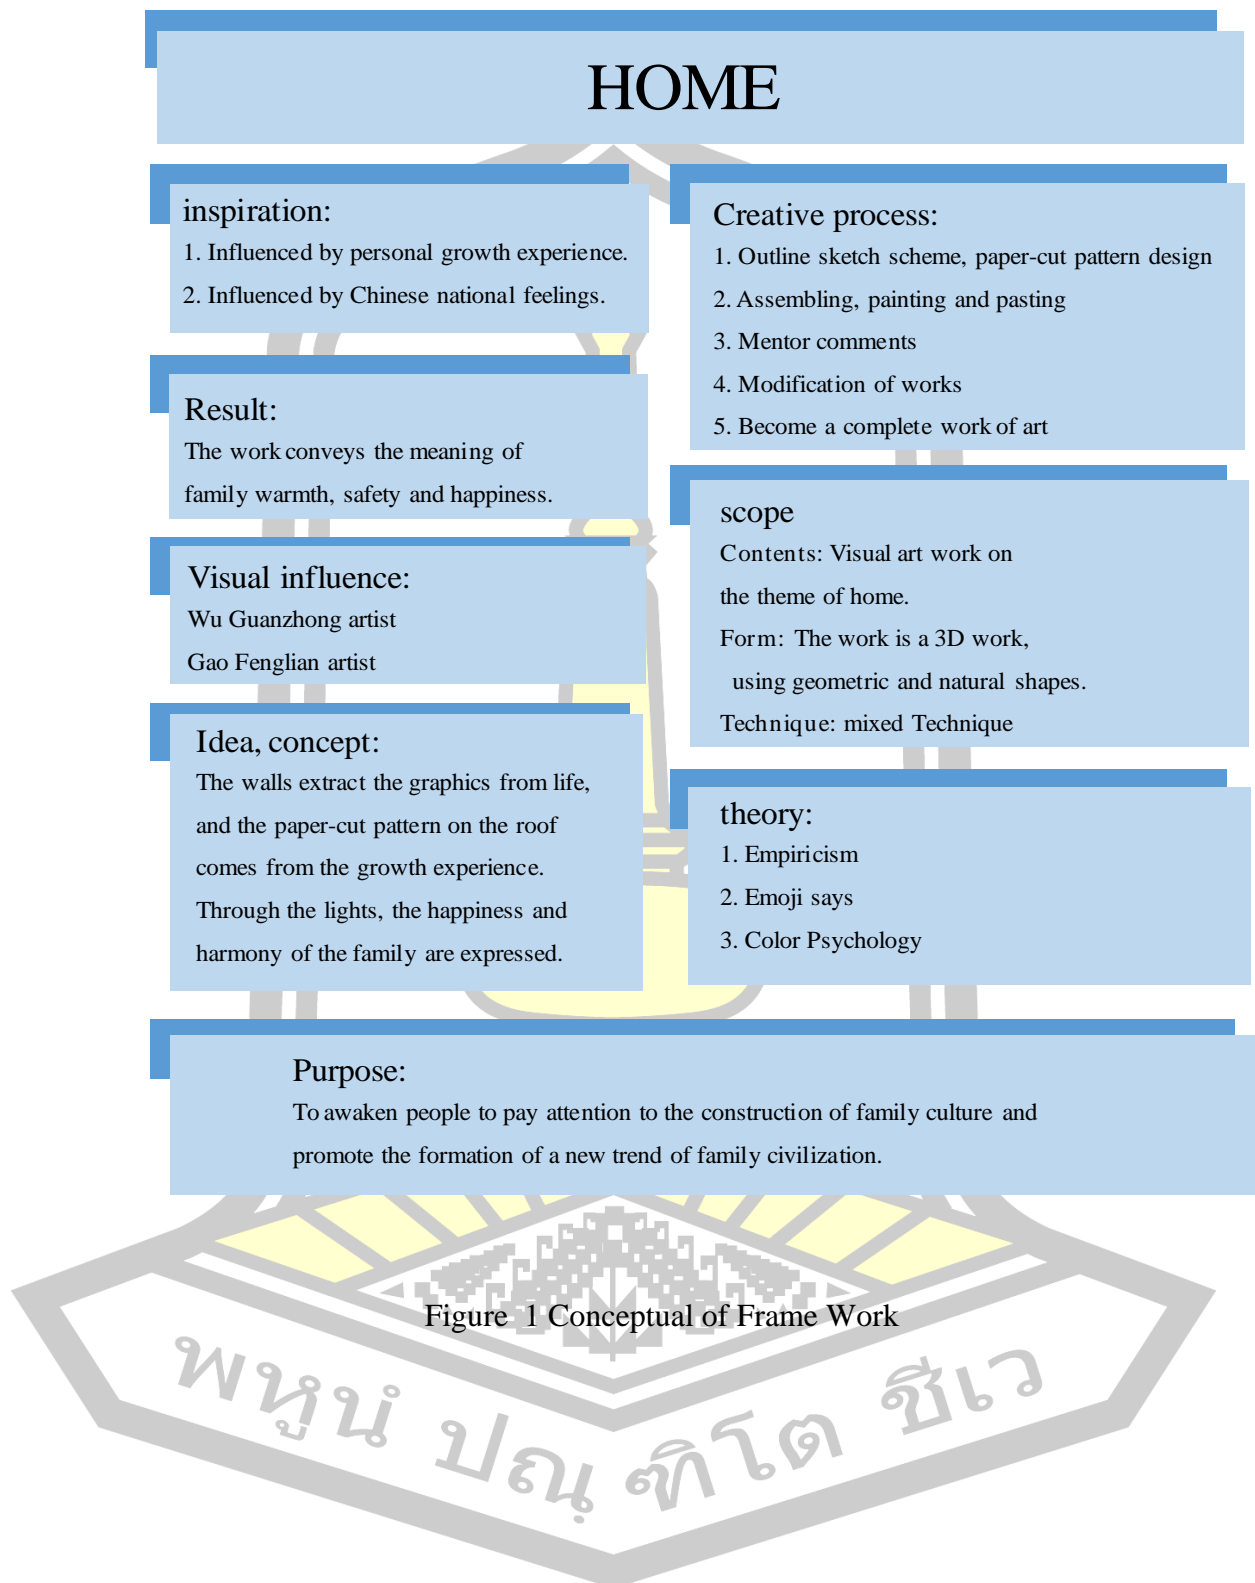 HOME
inspiration:
1. Influenced by personal growth experience.
2. Influenced by Chinese national feelings.
Result:
The work conveys the meaning of
family warmth, safety and happiness.
Visual influence:
Wu Guanzhong artist
Gao Fenglian artist
Idea, concept:
The walls extract the graphics from life,
and the paper-cut pattern on the roof
comes from the growth experience.
Through the lights, the happiness and
harmony of the family are expressed.
Creative process:
1. Outline sketch scheme, paper-cut pattern design
2. Assembling, painting and pasting
3. Mentor comments
4. Modification of works
5. Become a complete work of art
scope
Contents: Visual art work on
the theme of home.
Form: The work is a 3D work,
using geometric and natural shapes.
Technique: mixed Technique
theory:
1. Empiricism
2. Emoji says
3. Color Psychology
Purpose:
To awaken people to pay attention to the construction of family culture and
promote the formation of a new trend of family civilization.
Figure 1 Conceptual of Frame Work
พหูนํ ปณฺฑิโต ชีเว